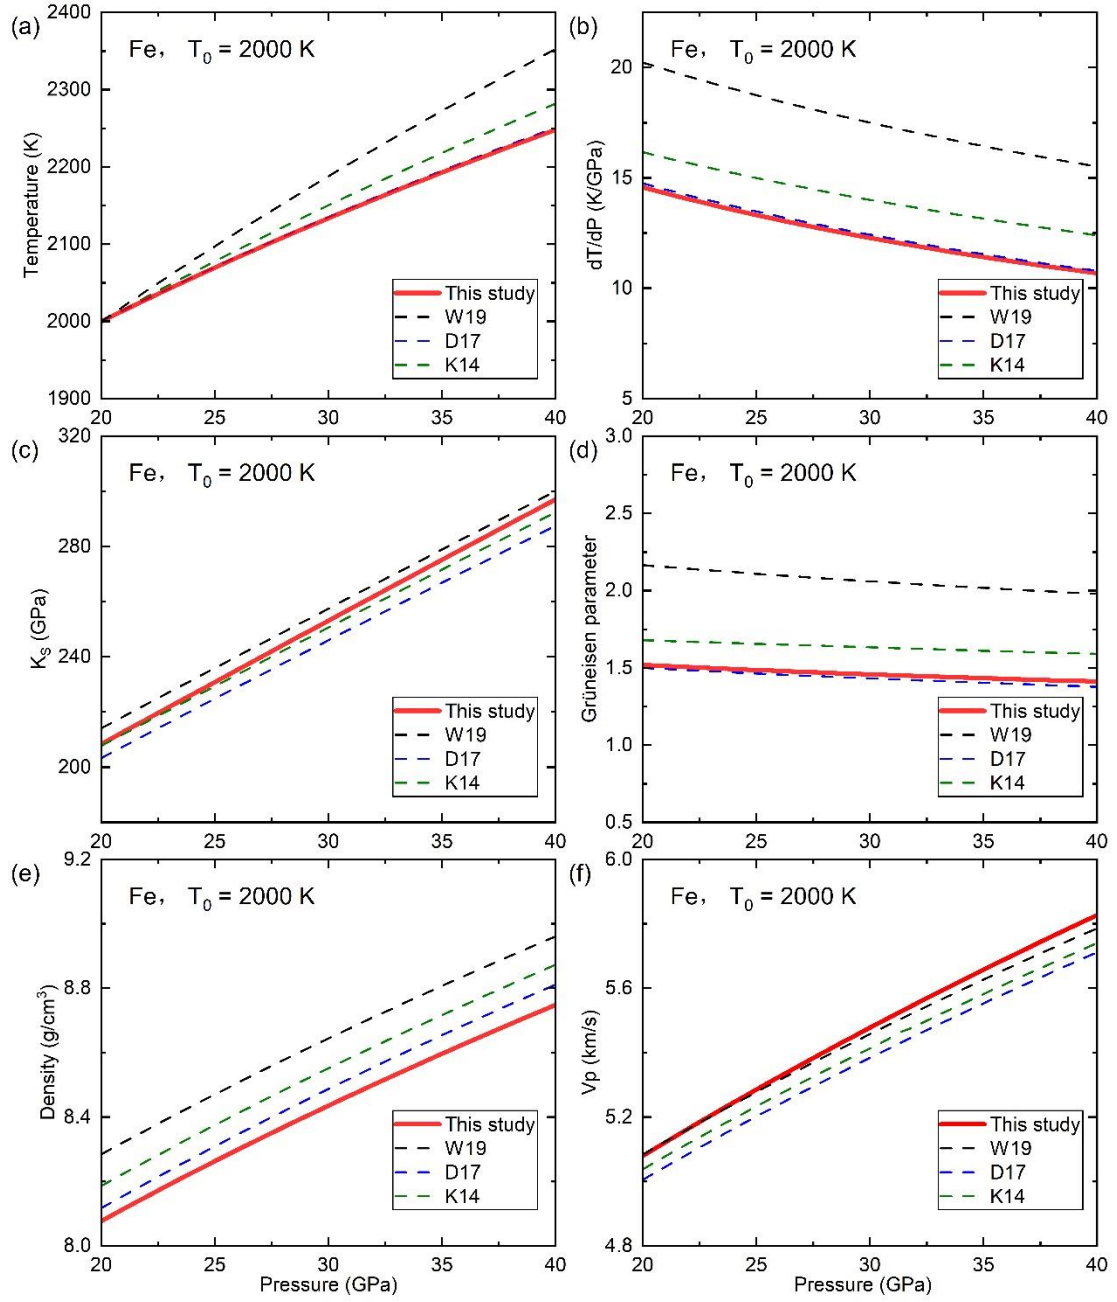 (a)
Fe, T0 = 2000 K
2400
2300
2200
2100
2000
1900
Temperature (K)
This study
W19
D17
K14
20 25 30 35 40
(b)
Fe, T0 = 2000 K
20
15
10
5
dT/dP (K/GPa)
This study
W19
D17
K14
20 25 30 35 40
(c)
Fe, T0 = 2000 K
320
280
240
200
KS (GPa)
This study
W19
D17
K14
20 25 30 35 40
(d)
Fe, T0 = 2000 K
3.0
2.5
2.0
1.5
1.0
0.5
Grüneisen parameter
This study
W19
D17
K14
20 25 30 35 40
(e)
Fe, T0 = 2000 K
9.2
8.8
8.4
8.0
Density (g/cm3)
This study
W19
D17
K14
20 25 30 35 40
Pressure (GPa)
(f)
Fe, T0 = 2000 K
6.0
5.6
5.2
4.8
Vp (km/s)
This study
W19
D17
K14
20 25 30 35 40
Pressure (GPa)